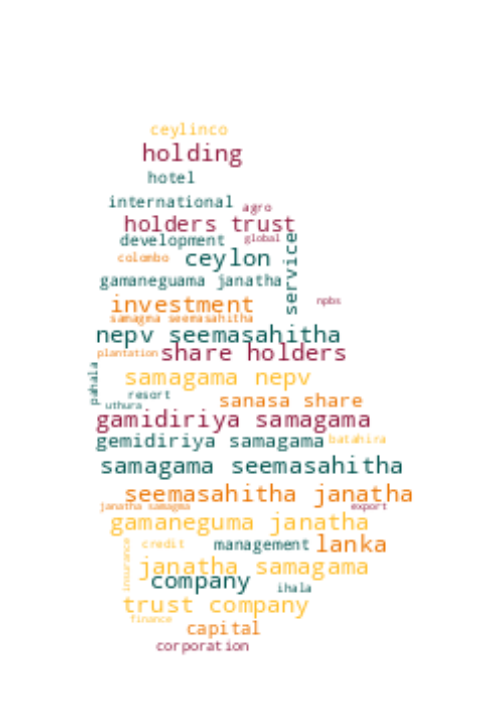 ceylinco
holding
hotel
international agro
holders trust
development global
colombo ceylon service
gamaneguama janatha
investment npbs
samagma seemasahitha
nepv seemasahitha
plantation share holders
pahala samagama nepv
resort sanasa share
uthura
gamidiriya samagama
gemidiriya samagama batahira
samagama seemasahitha
seemasahitha janatha
janatha samagma export
gamaneguma janatha
insurance credit management lanka
janatha samagama
company ihala
trust company
finance
capital
corporation